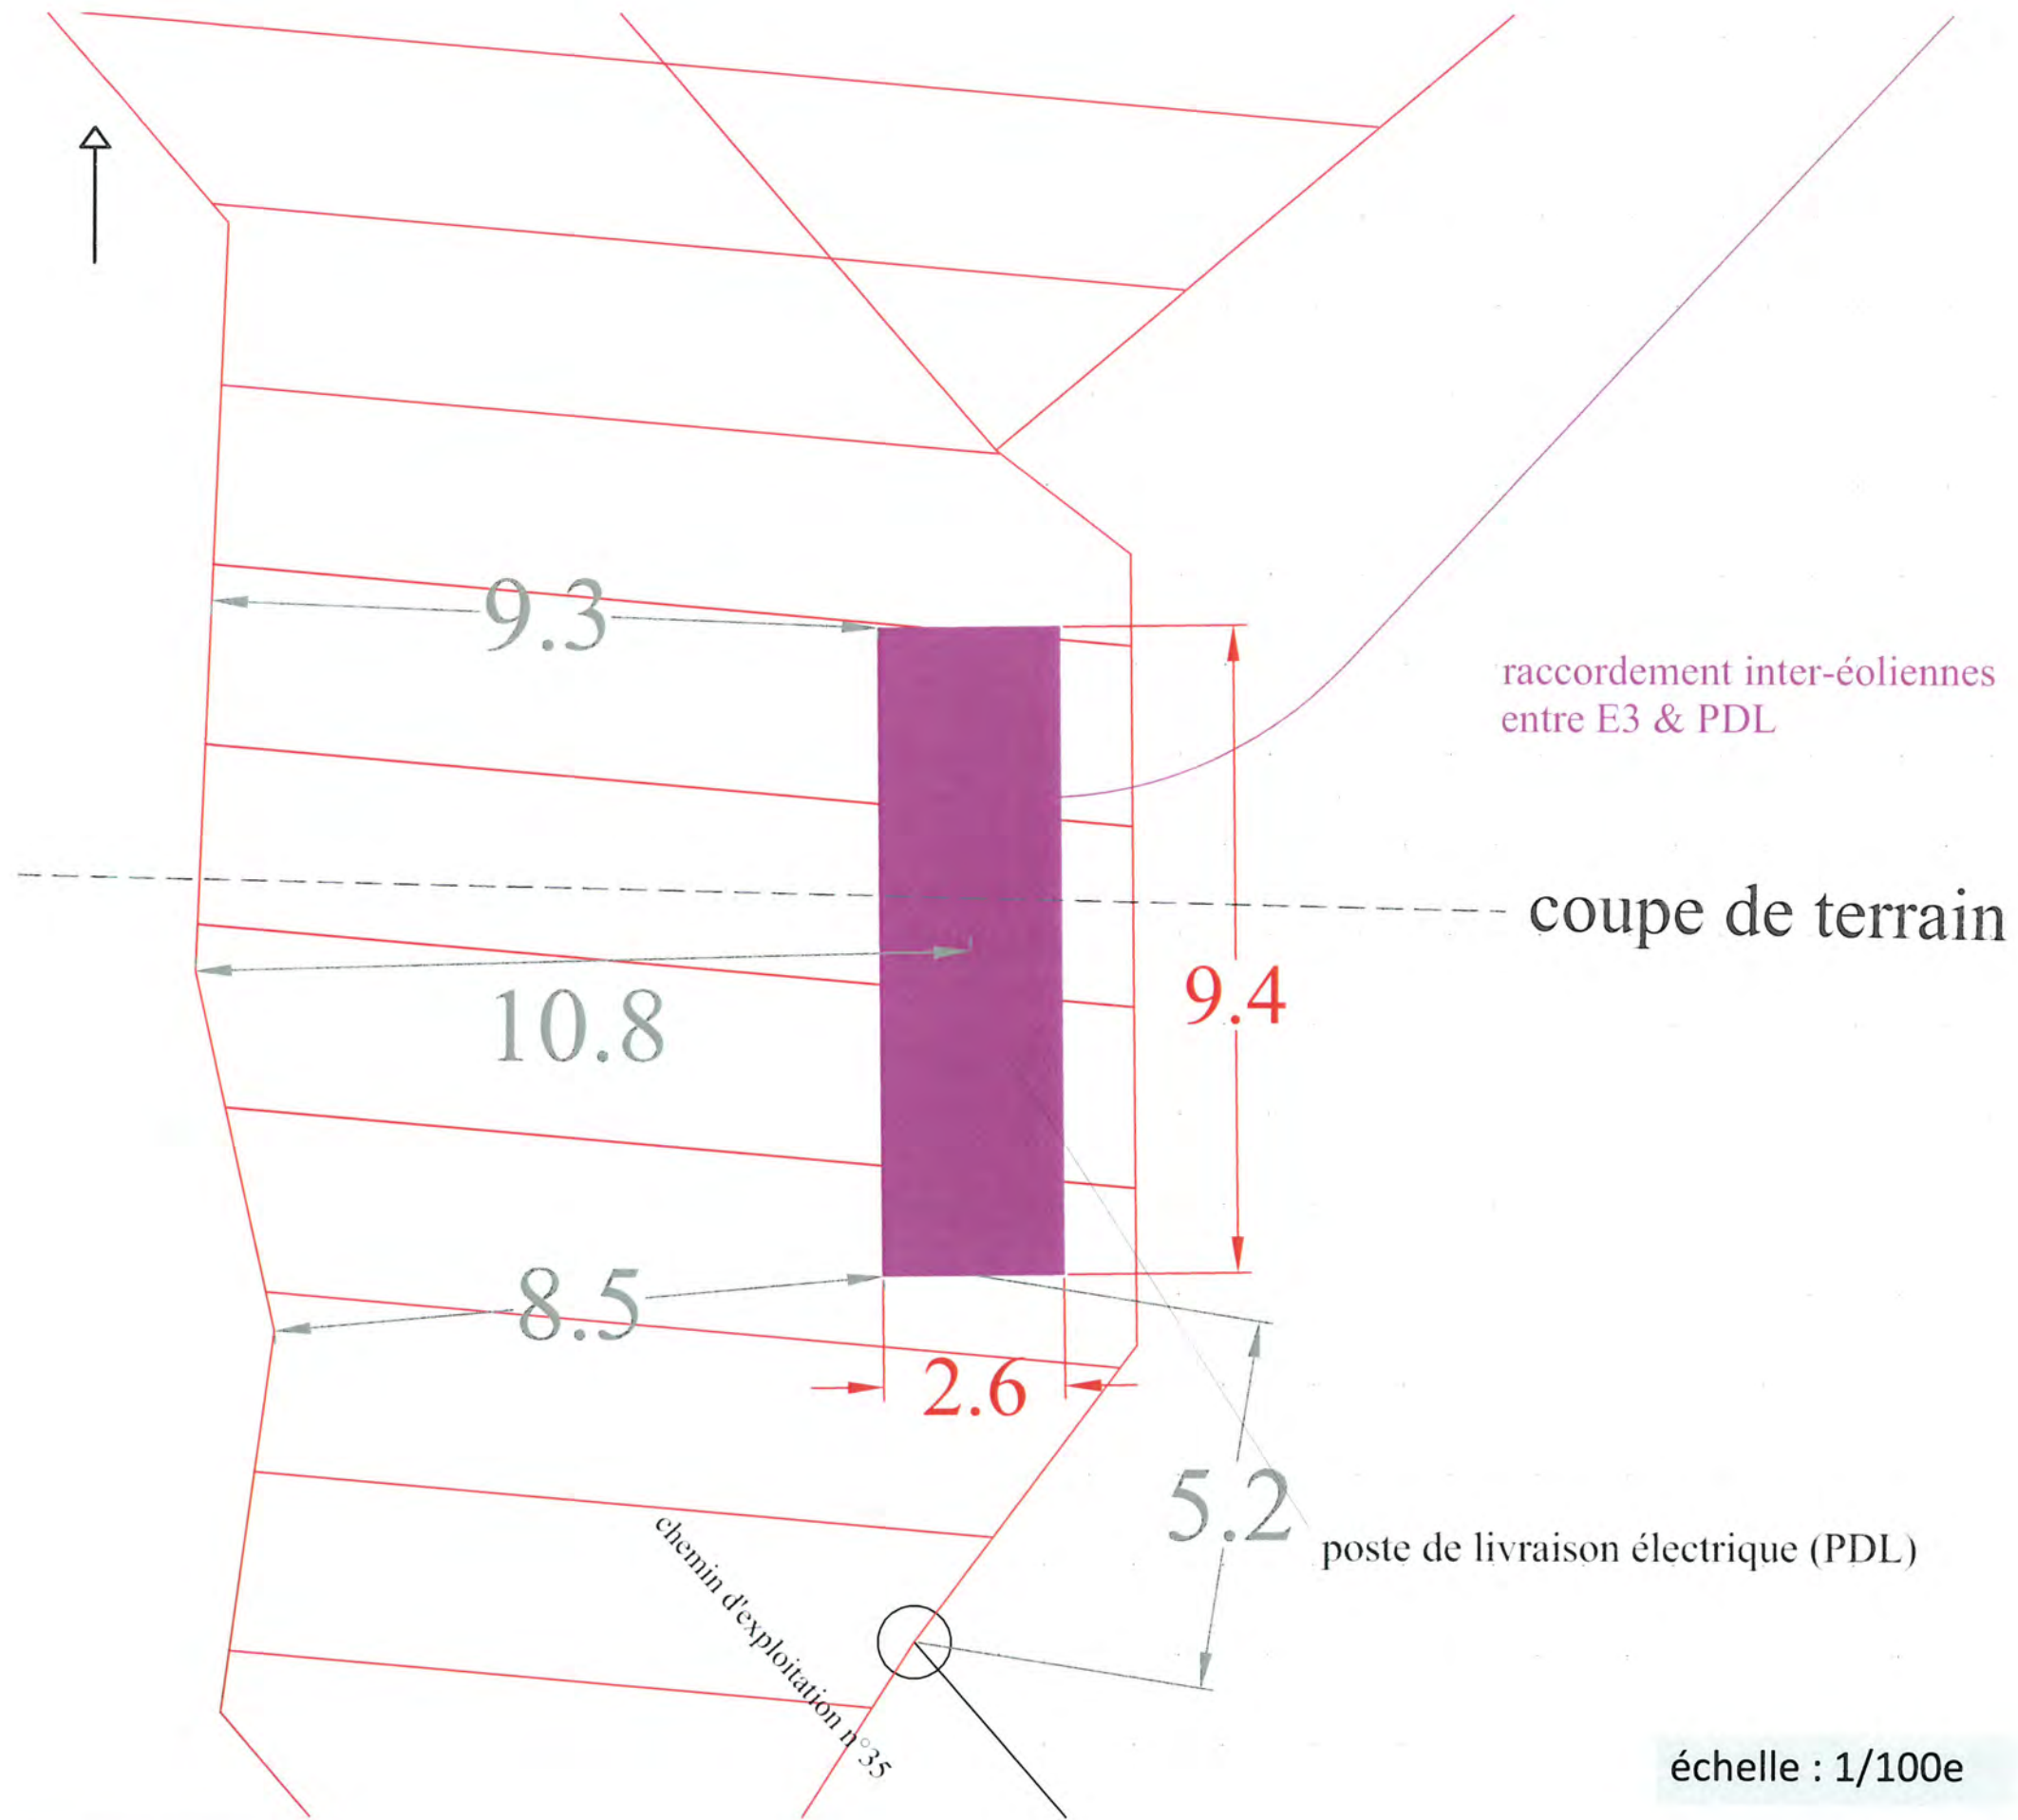 9.3
raccordement inter-éoliennes
entre E3 & PDL
coupe de terrain
9.4
10.8
8.5
2.6
5.2
poste de livraison électrique (PDL)
chemin d'exploitation n°35
échelle : 1/100e